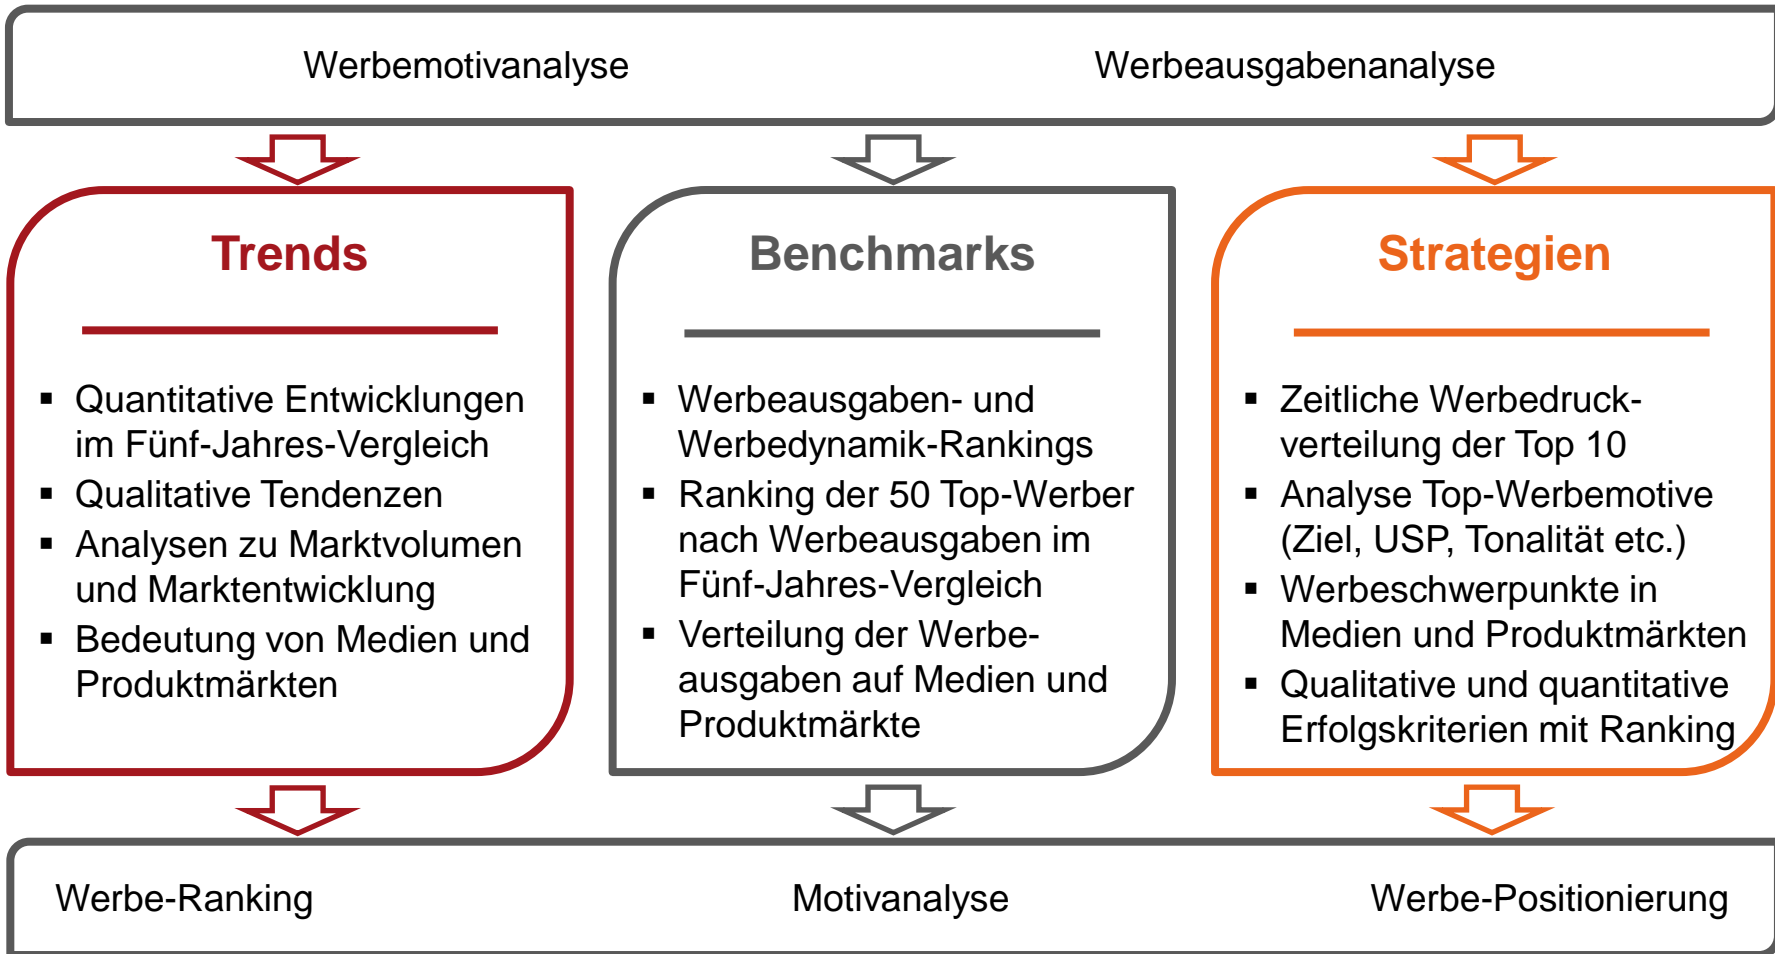 Werbemotivanalyse
Werbeausgabenanalyse
Trends
▪ Quantitative Entwicklungen
im Fünf-Jahres-Vergleich
▪ Qualitative Tendenzen
▪ Analysen zu Marktvolumen
und Marktentwicklung
▪ Bedeutung von Medien und
Produktmärkten
Benchmarks
▪ Werbeausgaben- und
Werbedynamik-Rankings
▪ Ranking der 50 Top-Werber
nach Werbeausgaben im
Fünf-Jahres-Vergleich
▪ Verteilung der Werbe-
ausgaben auf Medien und
Produktmärkte
Strategien
▪ Zeitliche Werbedruck-
verteilung der Top 10
▪ Analyse Top-Werbemotive
(Ziel, USP, Tonalität etc.)
▪ Werbeschwerpunkte in
Medien und Produktmärkten
▪ Qualitative und quantitative
Erfolgskriterien mit Ranking
Werbe-Ranking
Motivanalyse
Werbe-Positionierung